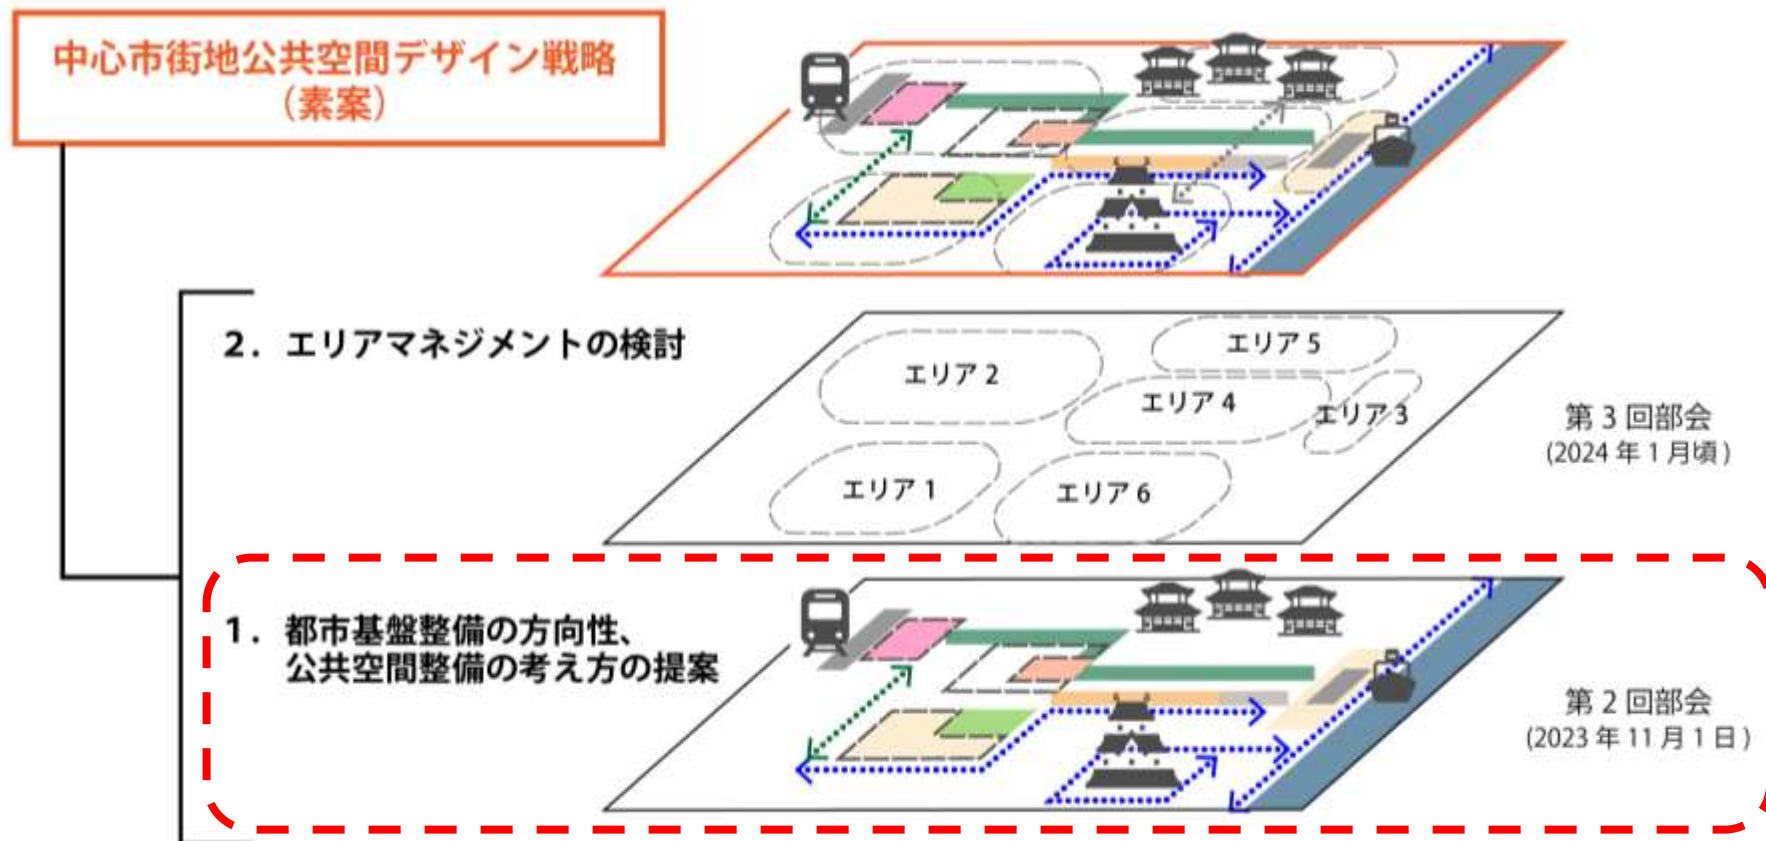 中心市街地公共空間デザイン戦略
（素案）
2．エリアマネジメントの検討
エリア 5
エリア 2
エリア 4
エリア 3
エリア 1
エリア 6
第 3 回部会
(2024 年 1 月頃 )
1．都市基盤整備の方向性、
公共空間整備の考え方の提案
第 2 回部会
(2023 年 11 月 1 日 )